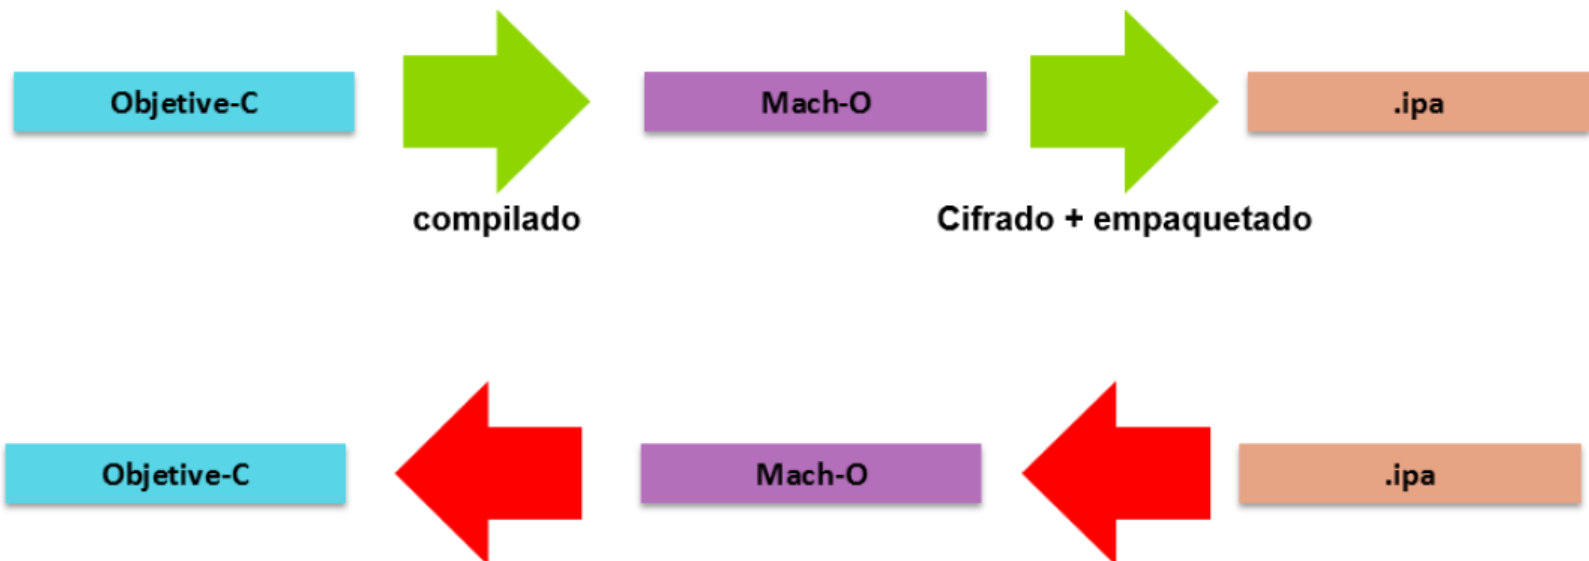 Objetive-C
Mach-O
.ipa
compilado
Cifrado + empaquetado
Objetive-C
Mach-O
.ipa